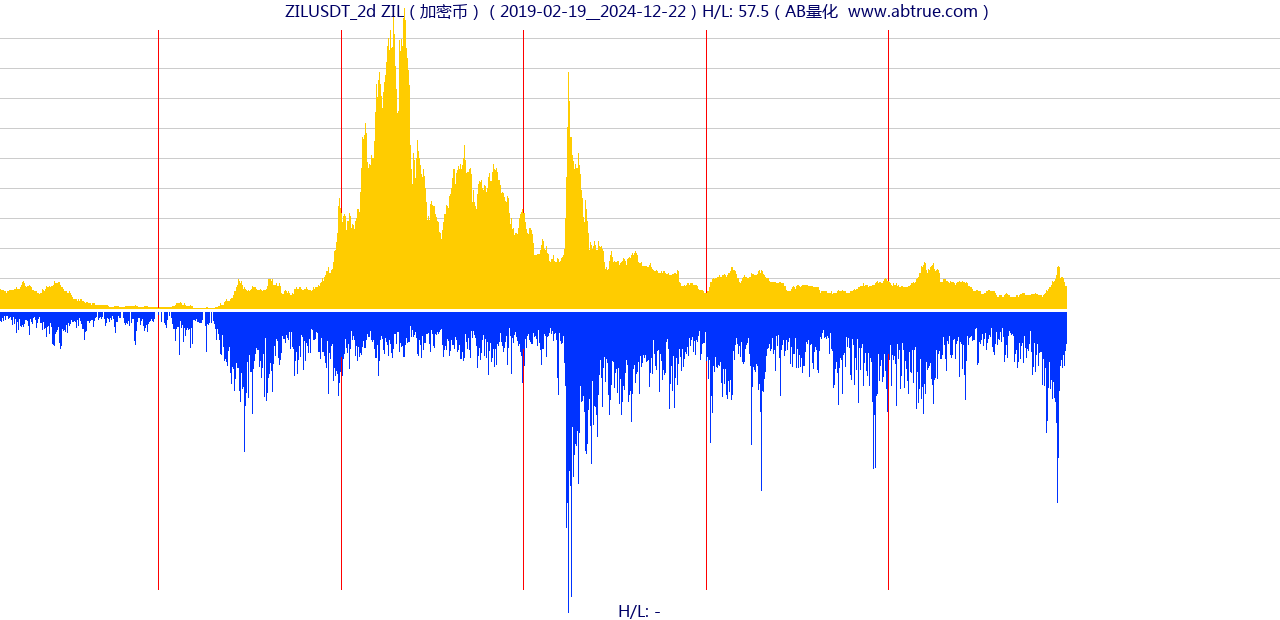 ZILUSDT_2d ZIL ( 加密币 ) ( 2019-02-19__2024-12-22 ) H/L: 57.5 ( AB量化  www.abtrue.com )
H/L: -